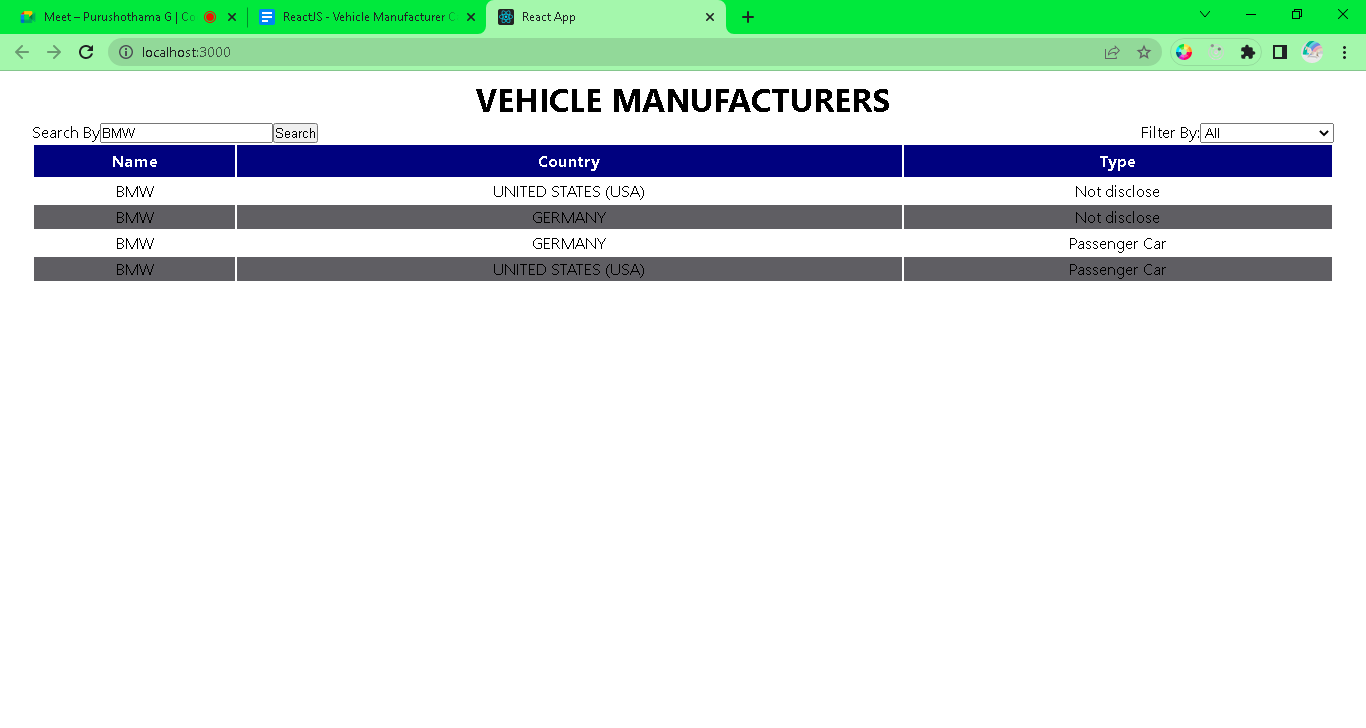 Meet – Purushothama G | Co
ReactJS - Vehicle Manufacturer C
React App
localhost:3000
VEHICLE MANUFACTURERS
Search By BMW Search Filter By: All
Name Country Type
BMW UNITED STATES (USA) Not disclose
BMW GERMANY Not disclose
BMW GERMANY Passenger Car
BMW UNITED STATES (USA) Passenger Car